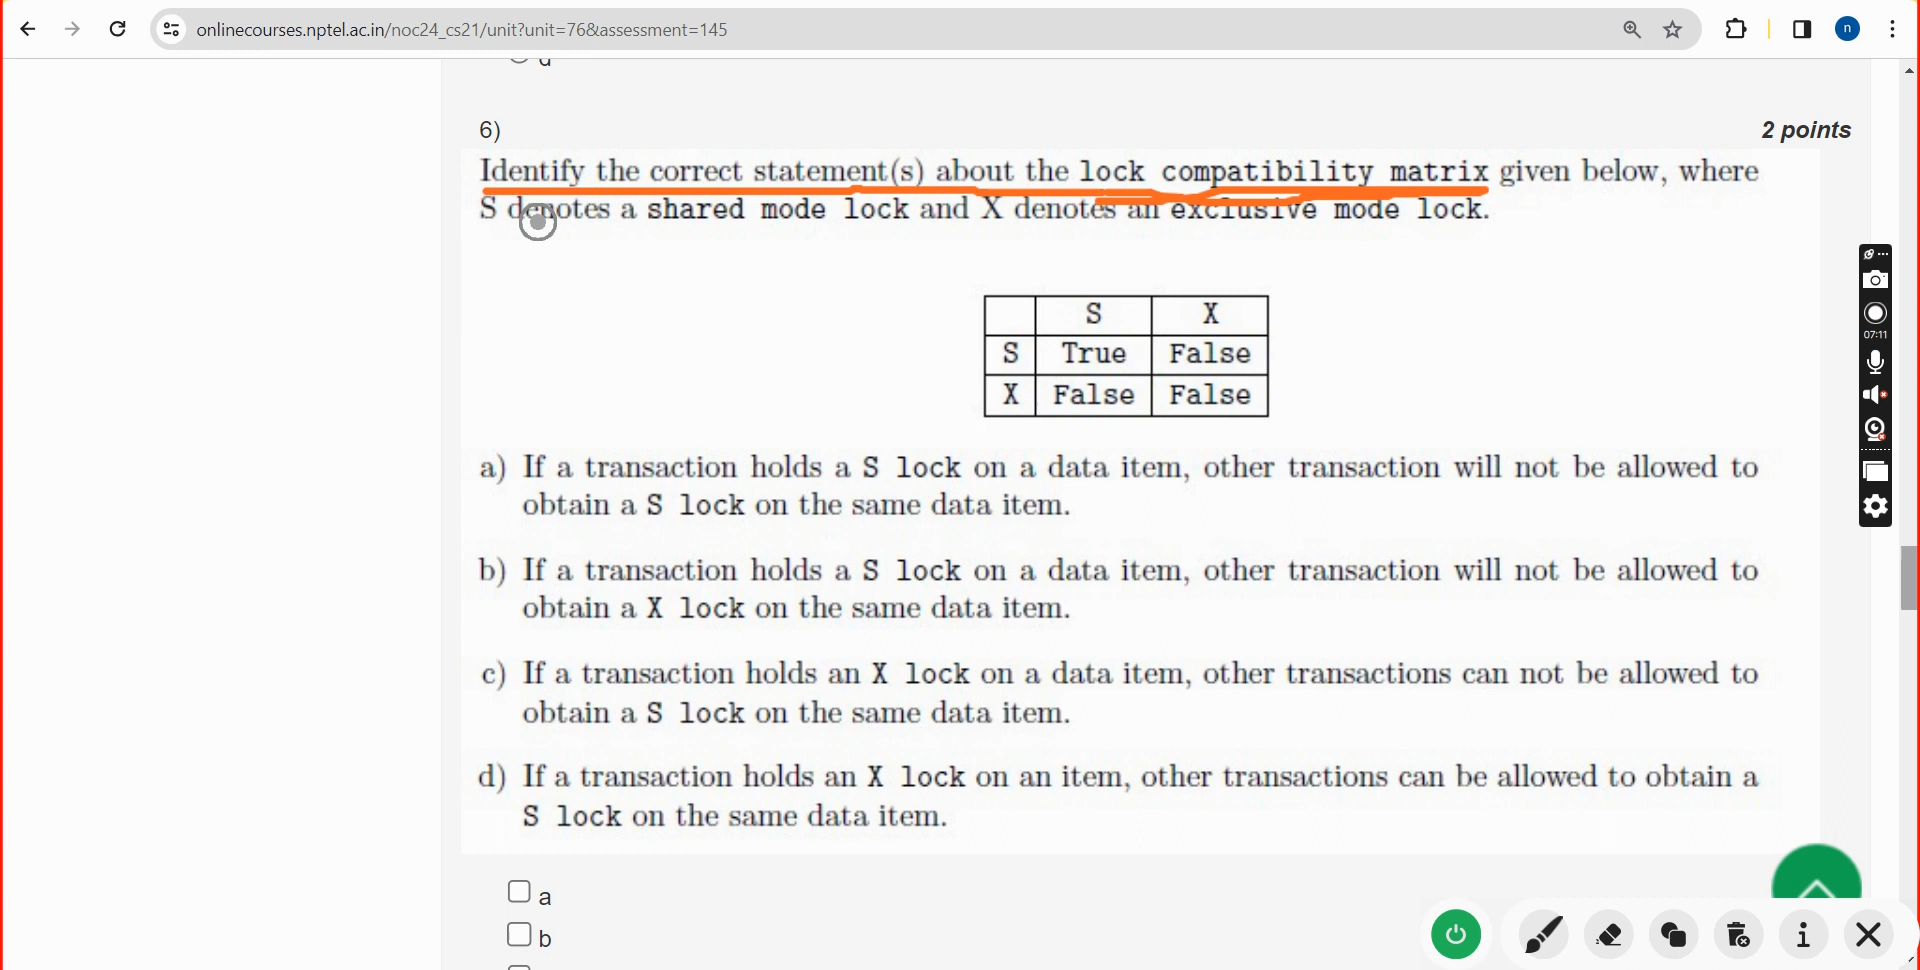 onlinecourses.nptel.ac.in/noc24_cs21/unit?unit=76&assessment=145
n
d
6)
2 points
Identify the correct statement(s) about the lock compatibility matrix given below, where
S denotes a shared mode lock and X denotes an exclusive mode lock.
S X
S True False
X False False
07:11
a) If a transaction holds a S lock on a data item, other transaction will not be allowed to
obtain a S lock on the same data item.
b) If a transaction holds a S lock on a data item, other transaction will not be allowed to
obtain a X lock on the same data item.
c) If a transaction holds an X lock on a data item, other transactions can not be allowed to
obtain a S lock on the same data item.
d) If a transaction holds an X lock on an item, other transactions can be allowed to obtain a
S lock on the same data item.
a
b